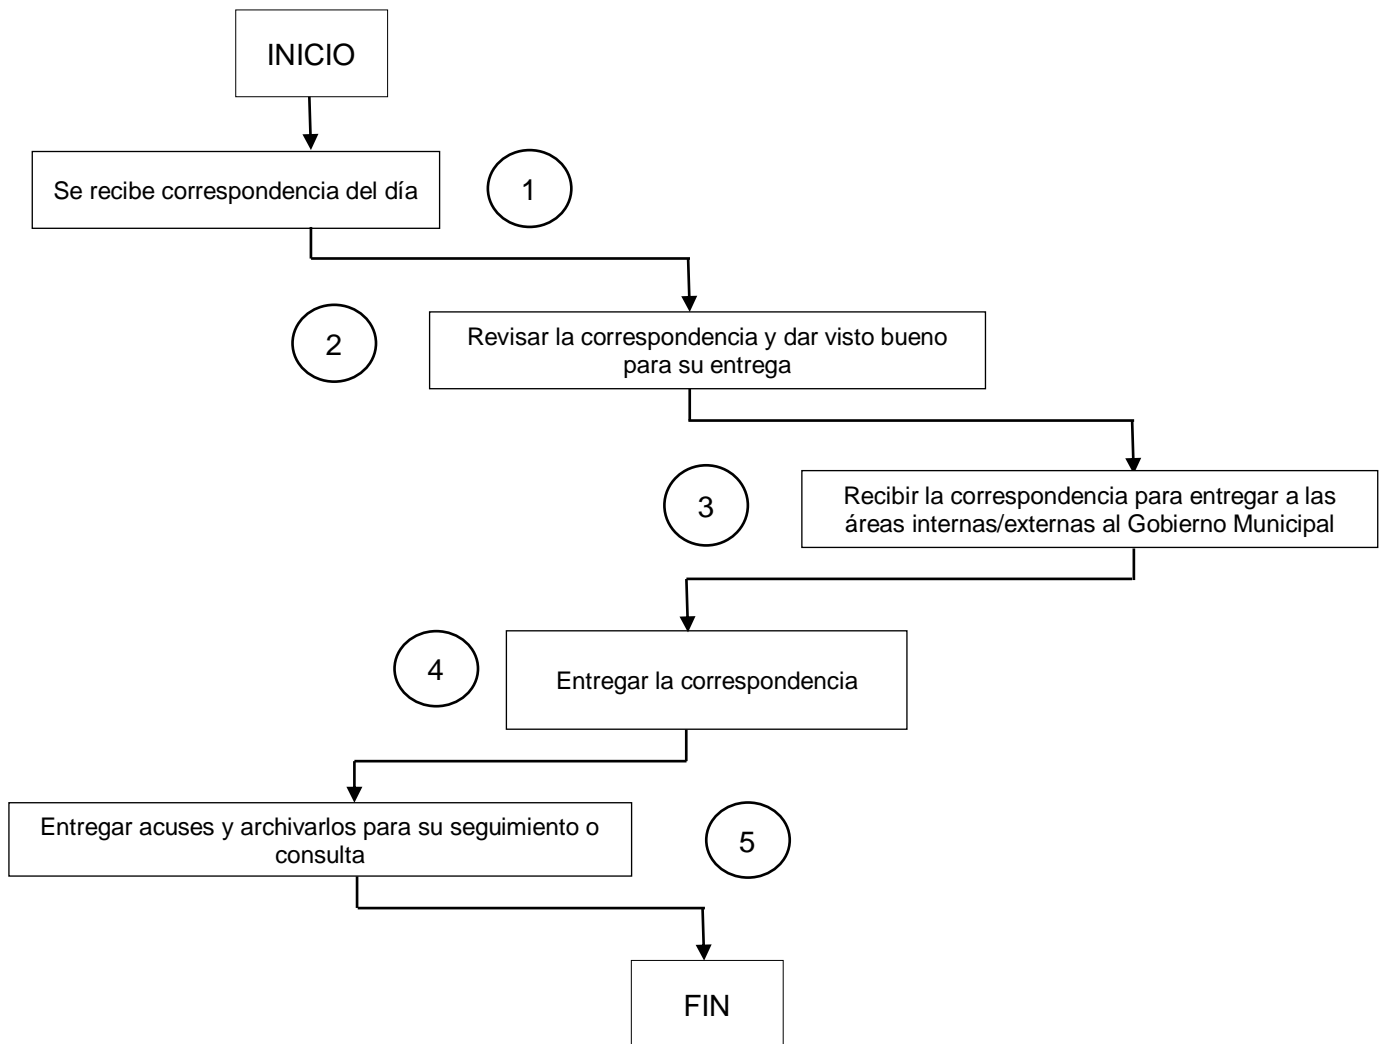 INICIO
Se recibe correspondencia del día
1
2
Revisar la correspondencia y dar visto bueno
para su entrega
3
Recibir la correspondencia para entregar a las
áreas internas/externas al Gobierno Municipal
4
Entregar la correspondencia
Entregar acuses y archivarlos para su seguimiento o
consulta
5
FIN